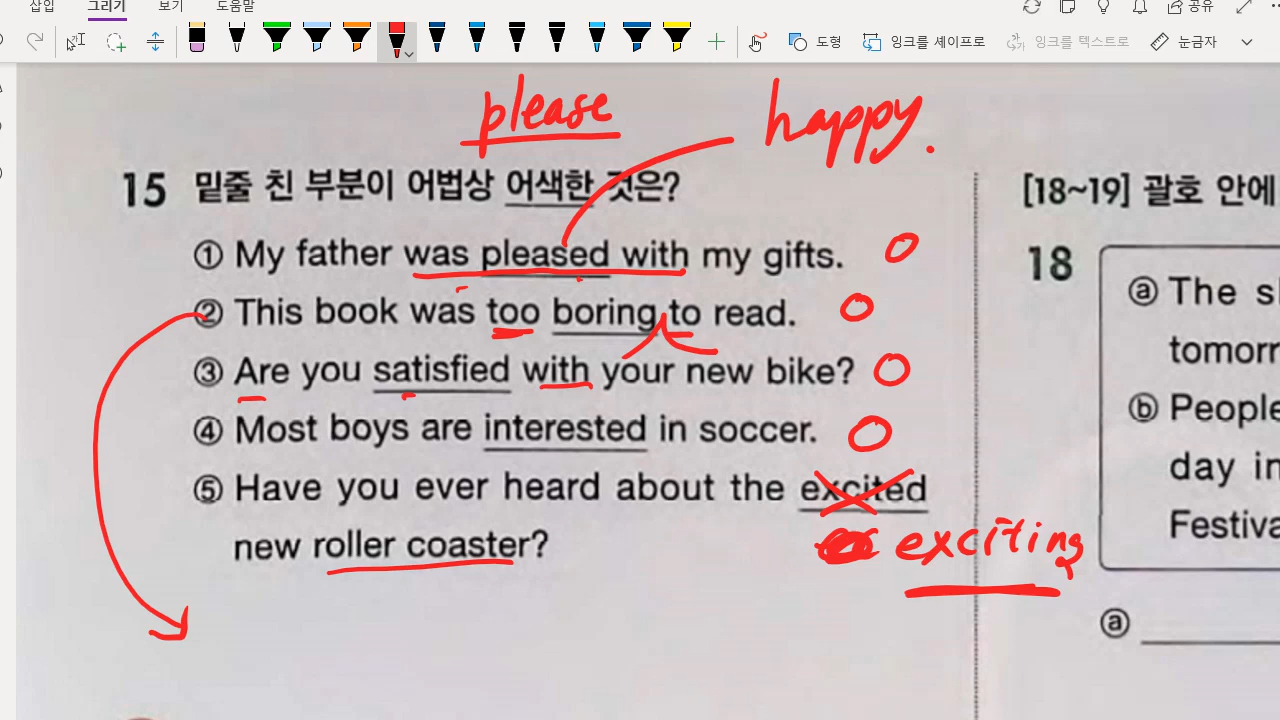 삽입 그리기 보기 도움말 공유
도형 잉크를 셰이프로 잉크를 텍스트로 눈금자
please happy.
15 밑줄 친 부분이 어법상 어색한 것은?
① My father was pleased with my gifts.
② This book was too boring to read.
③ Are you satisfied with your new bike?
④ Most boys are interested in soccer.
⑤ Have you ever heard about the excited
new roller coaster?
exciting
[18~19] 괄호 안에
18
ⓐ The
tomorr
ⓑ People
day in
Festiva
ⓐ